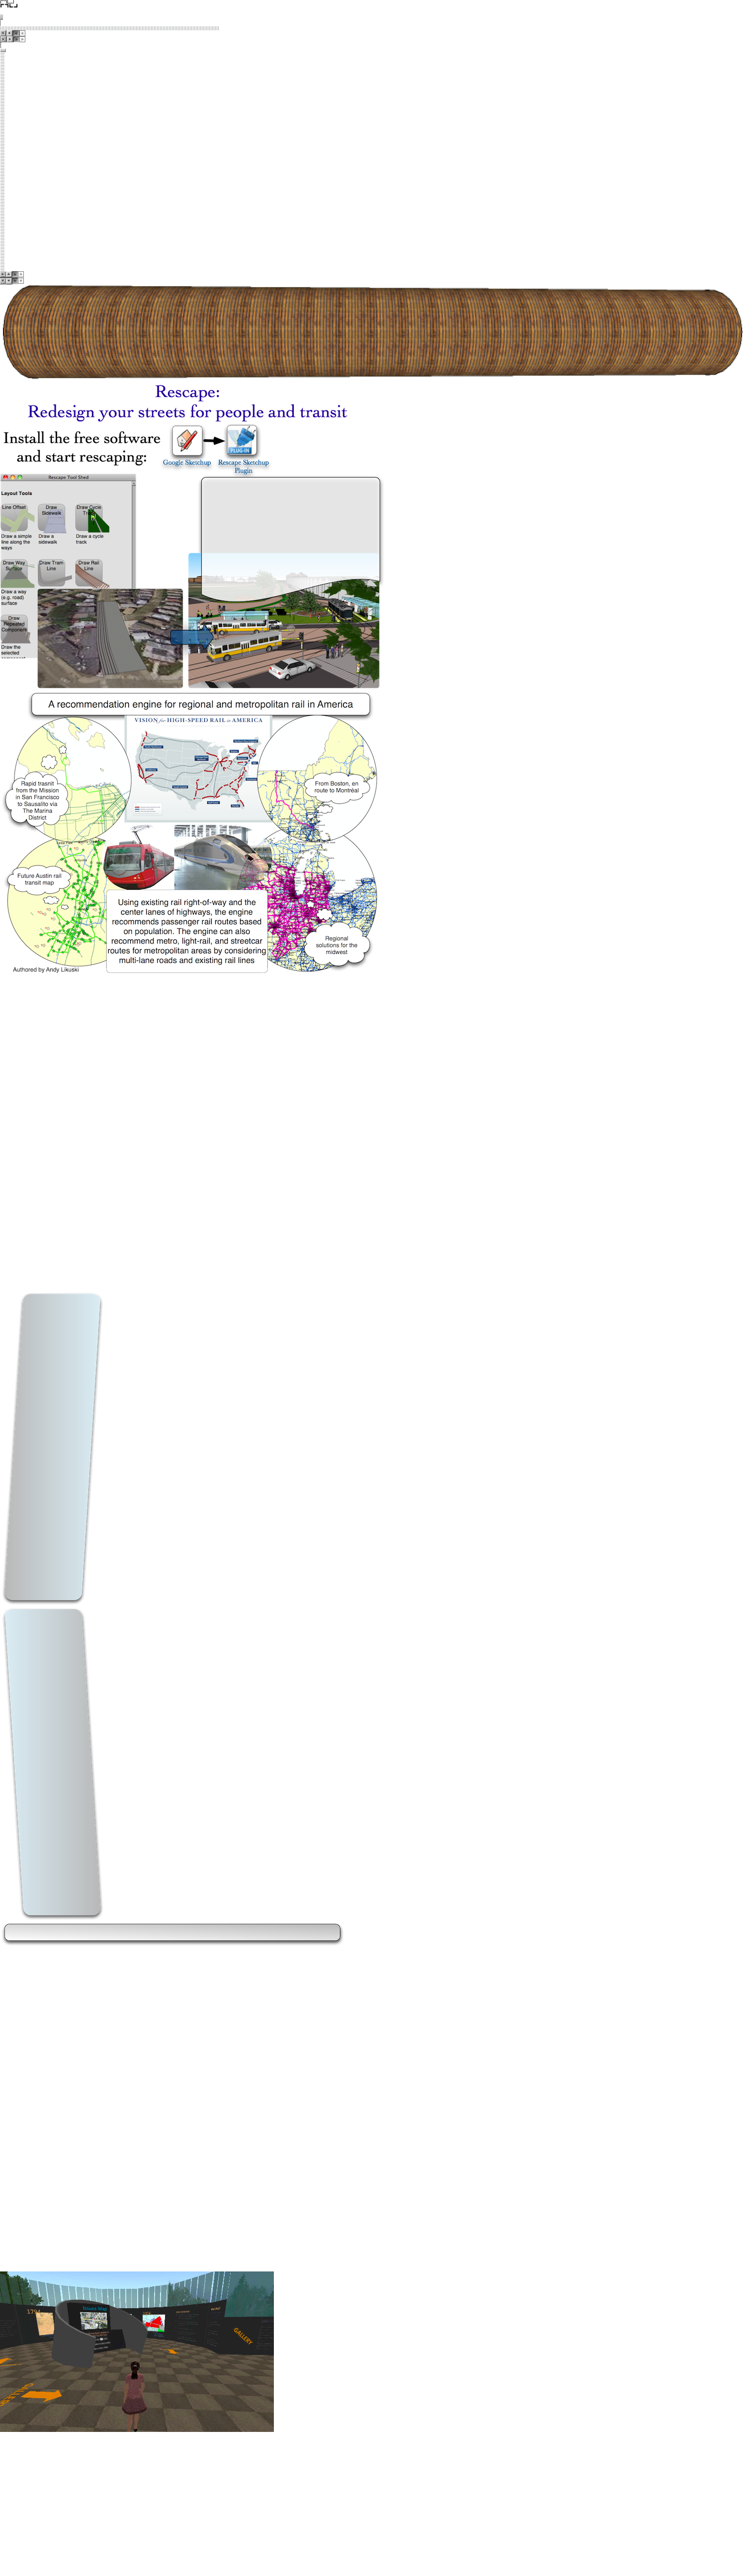 Rescape:
Redesign your streets for people and transit
Install the free software
and start rescaping:
PLUG-IN
Google Sketchup
Rescape Sketchup
Plugin
Rescape Tool Shed
Layout Tools
Line Offset
Draw
Sidewalk
Draw Cycle
Draw a simple
line along the
ways
Draw a
sidewalk
Draw a cycle
track
Draw Way
Surface
Draw Tram
Line
Draw Rail
Line
Draw a way
(e.g. road)
surface
Draw
Repeated
Component
Draw the
selected
A recommendation engine for regional and metropolitan rail in America
VISION for HIGH-SPEED RAIL in AMERICA
Rapid trasnit
from the Mission
in San Francisco
to Sausalito via
The Marina
District
From Boston, en
route to Montréal
Future Austin rail
transit map
Using existing rail right-of-way and the
center lanes of highways, the engine
recommends passenger rail routes based
on population. The engine can also
recommend metro, light-rail, and streetcar
routes for metropolitan areas by considering
multi-lane roads and existing rail lines
Regional
solutions for the
midwest
Authored by Andy Likuski
GALLERY